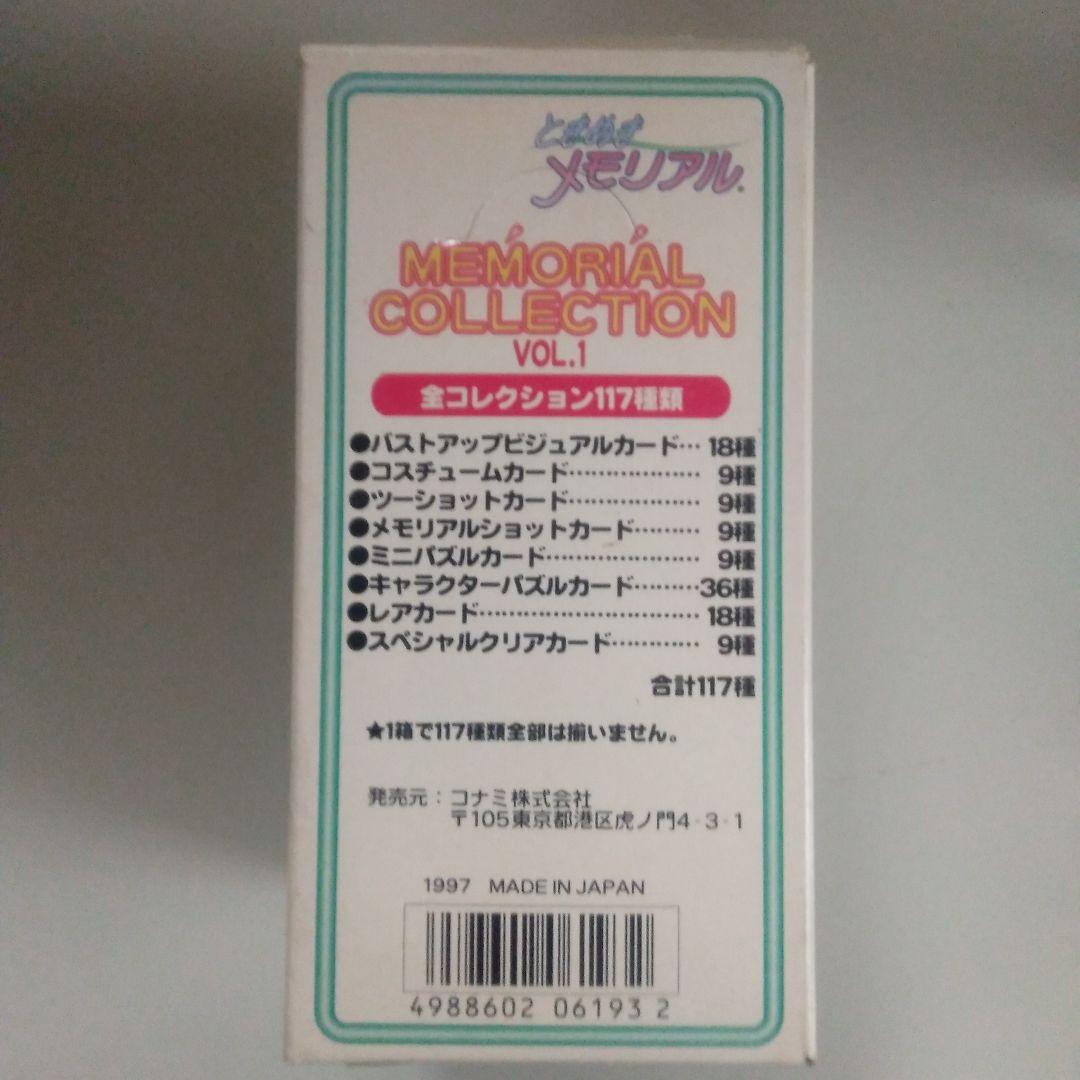 ときめき
メモリアル®
MEMORIAL
COLLECTION
VOL.1
全コレクション117種類
●バストアップビジュアルカード… 18種
●コスチュームカード……………… 9種
●ツーショットカード……………… 9種
●メモリアルショットカード……… 9種
●ミニパズルカード………………… 9種
●キャラクターパズルカード………36種
●レアカード……………………… 18種
●スペシャルクリアカード………… 9種
合計117種
★1箱で117種類全部は揃いません。
発売元：コナミ株式会社
〒105東京都港区虎ノ門4-3-1
1997 MADE IN JAPAN
4988602 06193 2